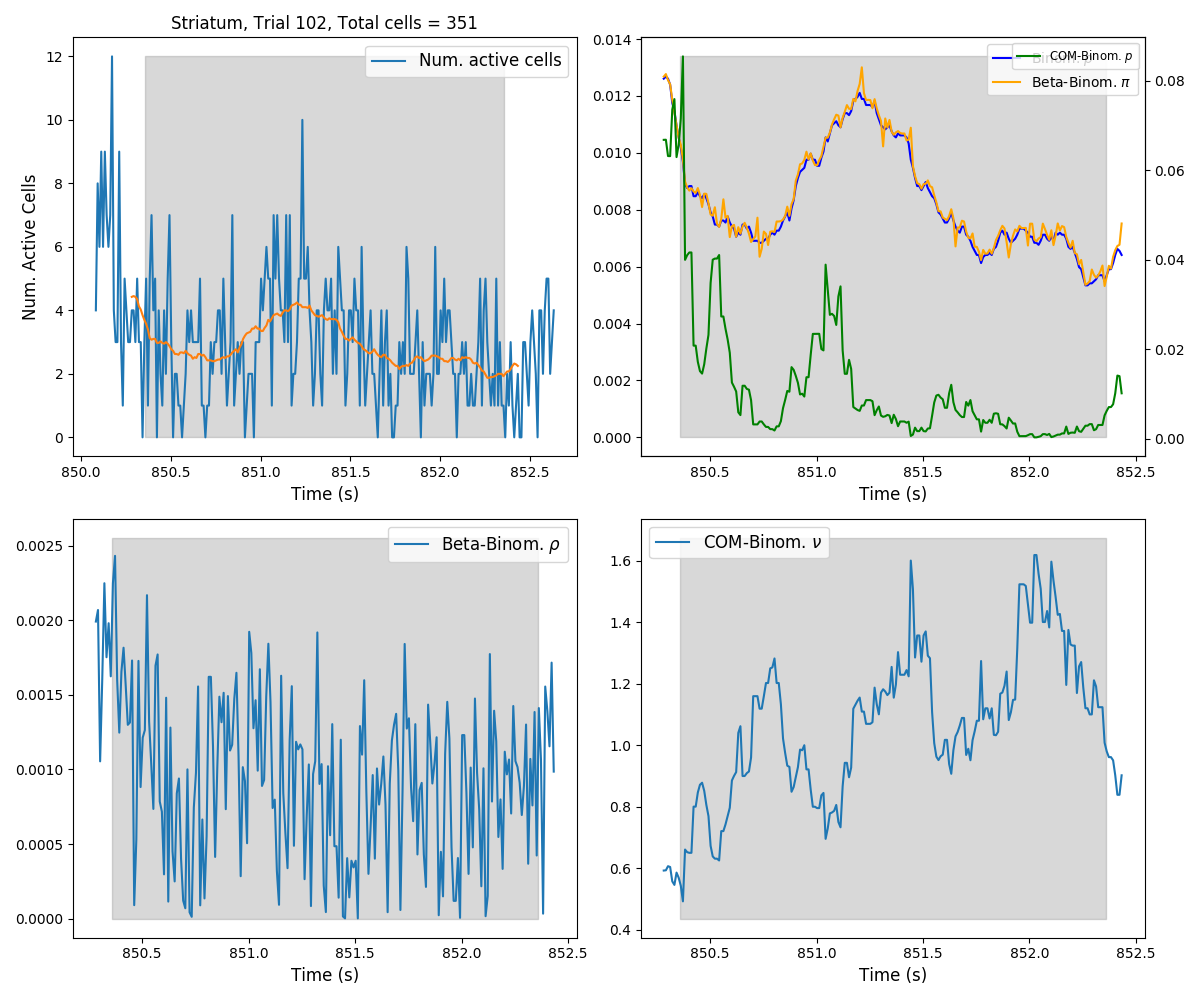 Striatum, Trial 102, Total cells = 351
Num. active cells
Num. Active Cells
12
10
8
6
4
2
0
850.0 850.5 851.0 851.5 852.0 852.5
Time (s)
COM-Binom. p
Binom. p
Beta-Binom. π
0.014
0.012
0.010
0.008
0.006
0.004
0.002
0.000
0.08
0.06
0.04
0.02
0.00
850.5 851.0 851.5 852.0 852.5
Time (s)
Beta-Binom. ρ
0.0025
0.0020
0.0015
0.0010
0.0005
0.0000
850.5 851.0 851.5 852.0 852.5
Time (s)
COM-Binom. ν
1.6
1.4
1.2
1.0
0.8
0.6
0.4
850.5 851.0 851.5 852.0 852.5
Time (s)